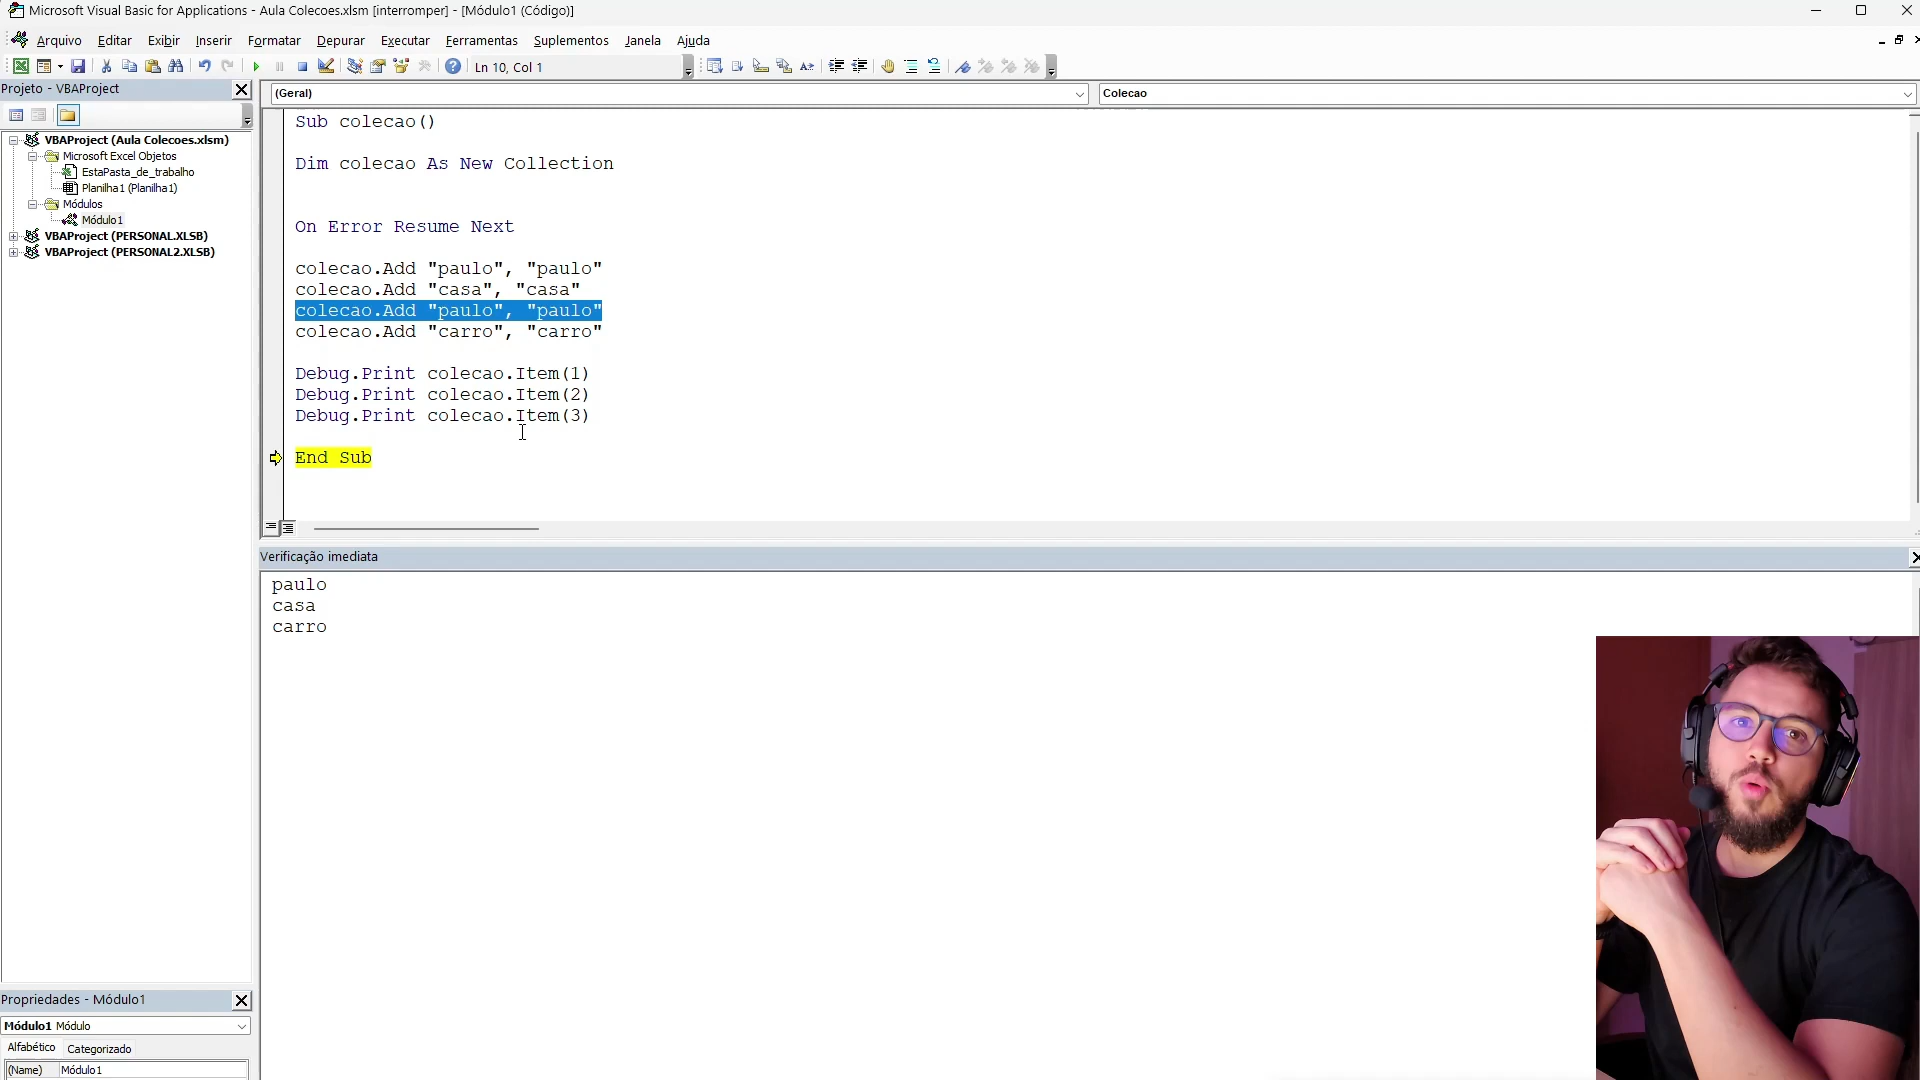 Microsoft Visual Basic for Applications - Aula Colecoes.xlsm [interromper] - [Módulo1 (Código)]
Arquivo Editar Exibir Inserir Formatar Depurar Executar Ferramentas Suplementos Janela Ajuda
Ln 10, Col 1
Projeto - VBAProject
(Geral)
Colecao
VBAProject (Aula Colecoes.xlsm)
Microsoft Excel Objetos
EstaPasta_de_trabalho
Planilha1 (Planilha1)
Módulos
Módulo1
VBAProject (PERSONAL.XLSB)
VBAProject (PERSONAL2.XLSB)
Sub colecao()
Dim colecao As New Collection
On Error Resume Next
colecao.Add "paulo", "paulo"
colecao.Add "casa", "casa"
colecao.Add "paulo", "paulo"
colecao.Add "carro", "carro"
Debug.Print colecao.Item(1)
Debug.Print colecao.Item(2)
Debug.Print colecao.Item(3)
End Sub
Verificação imediata
paulo
casa
carro
Propriedades - Módulo1
Módulo1 Módulo
Alfabético Categorizado
(Name) Módulo1